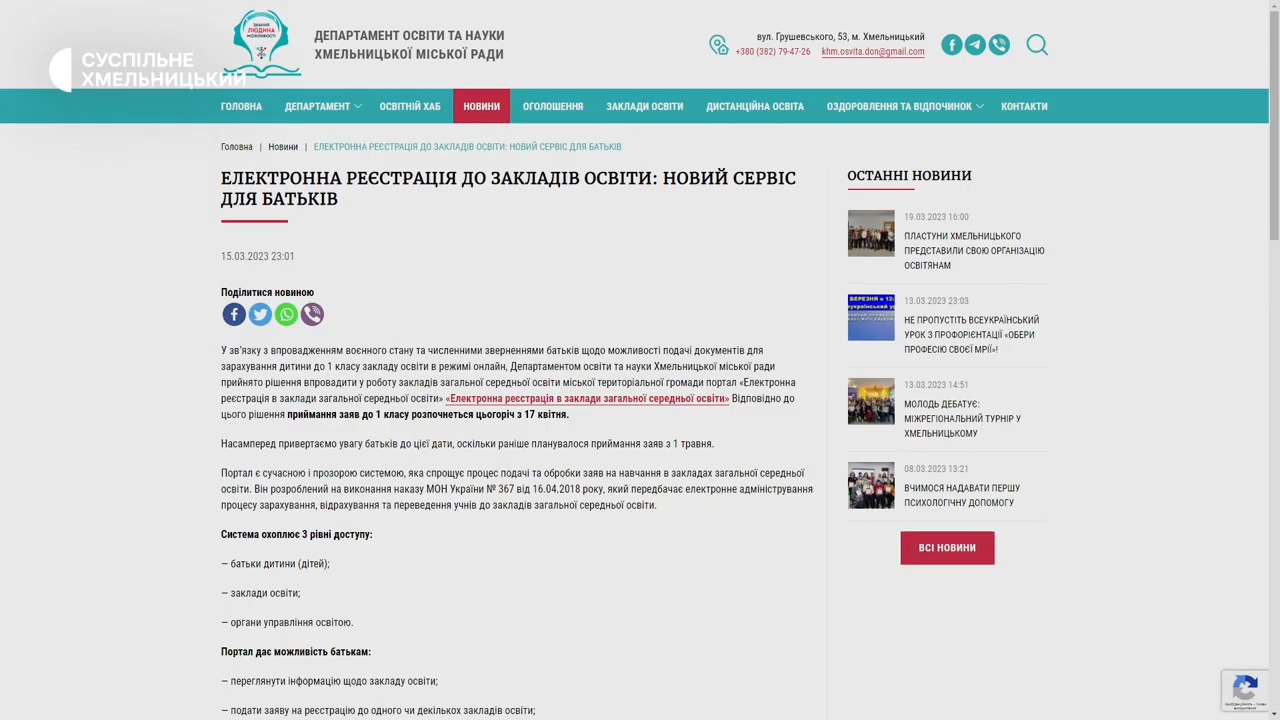 СУСПІЛЬНЕ
ХМЕЛЬНИЦЬКИЙ
ЗНАННЯ
ЛЮДИНА
МОЖЛИВОСТІ
ДЕПАРТАМЕНТ ОСВІТИ ТА НАУКИ
ХМЕЛЬНИЦЬКОЇ МІСЬКОЇ РАДИ
вул. Грушевського, 53, м. Хмельницький
+380 (382) 79-47-26 khm.osvita.don@gmail.com
ГОЛОВНА ДЕПАРТАМЕНТ ОСВІТНІЙ ХАБ НОВИНИ ОГОЛОШЕННЯ ЗАКЛАДИ ОСВІТИ ДИСТАНЦІЙНА ОСВІТА ОЗДОРОВЛЕННЯ ТА ВІДПОЧИНОК КОНТАКТИ
Головна | Новини | ЕЛЕКТРОННА РЕЄСТРАЦІЯ ДО ЗАКЛАДІВ ОСВІТИ: НОВИЙ СЕРВІС ДЛЯ БАТЬКІВ
ЕЛЕКТРОННА РЕЄСТРАЦІЯ ДО ЗАКЛАДІВ ОСВІТИ: НОВИЙ СЕРВІС
ДЛЯ БАТЬКІВ
15.03.2023 23:01
Поділитися новиною
У зв'язку з впровадженням воєнного стану та численними зверненнями батьків щодо можливості подачі документів для
зарахування дитини до 1 класу закладу освіти в режимі онлайн, Департаментом освіти та науки Хмельницької міської ради
прийнято рішення впровадити у роботу закладів загальної середньої освіти міської територіальної громади портал «Електронна
реєстрація в заклади загальної середньої освіти» «Електронна реєстрація в заклади загальної середньої освіти» Відповідно до
цього рішення приймання заяв до 1 класу розпочнеться цьогоріч з 17 квітня.
Насамперед привертаємо увагу батьків до цієї дати, оскільки раніше планувалося приймання заяв з 1 травня.
Портал є сучасною і прозорою системою, яка спрощує процес подачі та обробки заяв на навчання в закладах загальної середньої
освіти. Він розроблений на виконання наказу МОН України № 367 від 16.04.2018 року, який передбачає електронне адміністрування
процесу зарахування, відрахування та переведення учнів до закладів загальної середньої освіти.
Система охоплює 3 рівні доступу:
— батьки дитини (дітей);
— заклади освіти;
— органи управління освітою.
Портал дає можливість батькам:
— переглянути інформацію щодо закладу освіти;
— подати заяву на реєстрацію до одного чи декількох закладів освіти;
ОСТАННІ НОВИНИ
19.03.2023 16:00
ПЛАСТУНИ ХМЕЛЬНИЦЬКОГО
ПРЕДСТАВИЛИ СВОЮ ОРГАНІЗАЦІЮ
ОСВІТЯНАМ
13.03.2023 23:03
НЕ ПРОПУСТІТЬ ВСЕУКРАЇНСЬКИЙ
УРОК З ПРОФОРІЄНТАЦІЇ «ОБЕРИ
ПРОФЕСІЮ СВОЄЇ МРІЇ»!
13.03.2023 14:51
МОЛОДЬ ДЕБАТУЄ:
МІЖРЕГІОНАЛЬНИЙ ТУРНІР У
ХМЕЛЬНИЦЬКОМУ
08.03.2023 13:21
ВЧИМОСЯ НАДАВАТИ ПЕРШУ
ПСИХОЛОГІЧНУ ДОПОМОГУ
ВСІ НОВИНИ